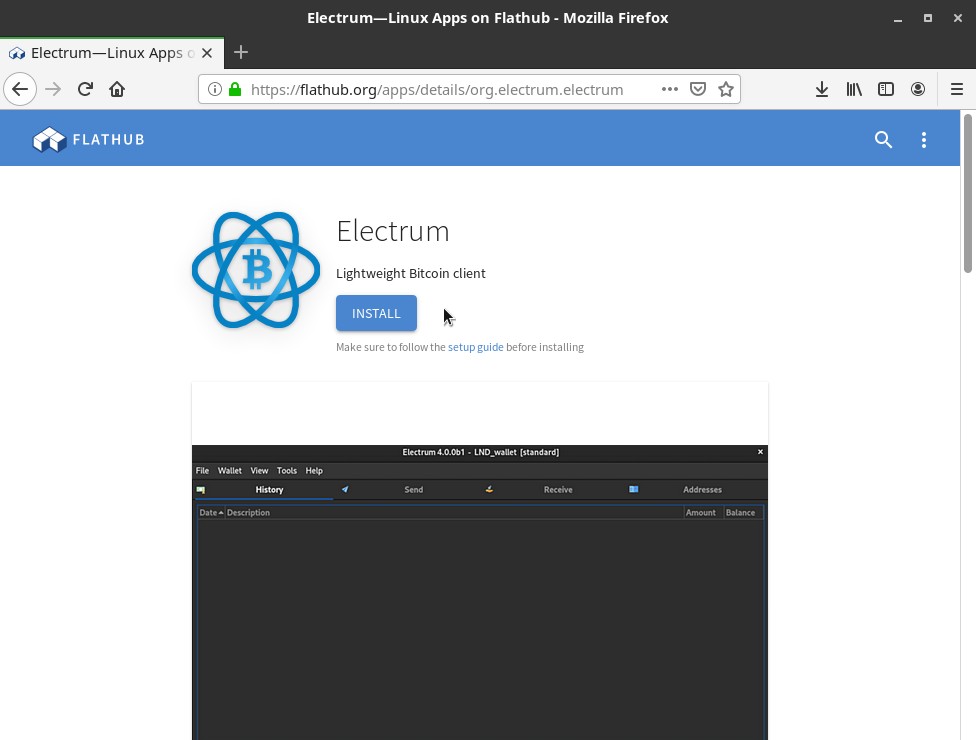 Electrum—Linux Apps on Flathub - Mozilla Firefox
Electrum—Linux Apps o
https://flathub.org/apps/details/org.electrum.electrum
FLATHUB
Electrum
Lightweight Bitcoin client
INSTALL
Make sure to follow the setup guide before installing
Electrum 4.0.0b1 - LND_wallet [standard]
File Wallet View Tools Help
History Send Receive Addresses
Date Description Amount Balance